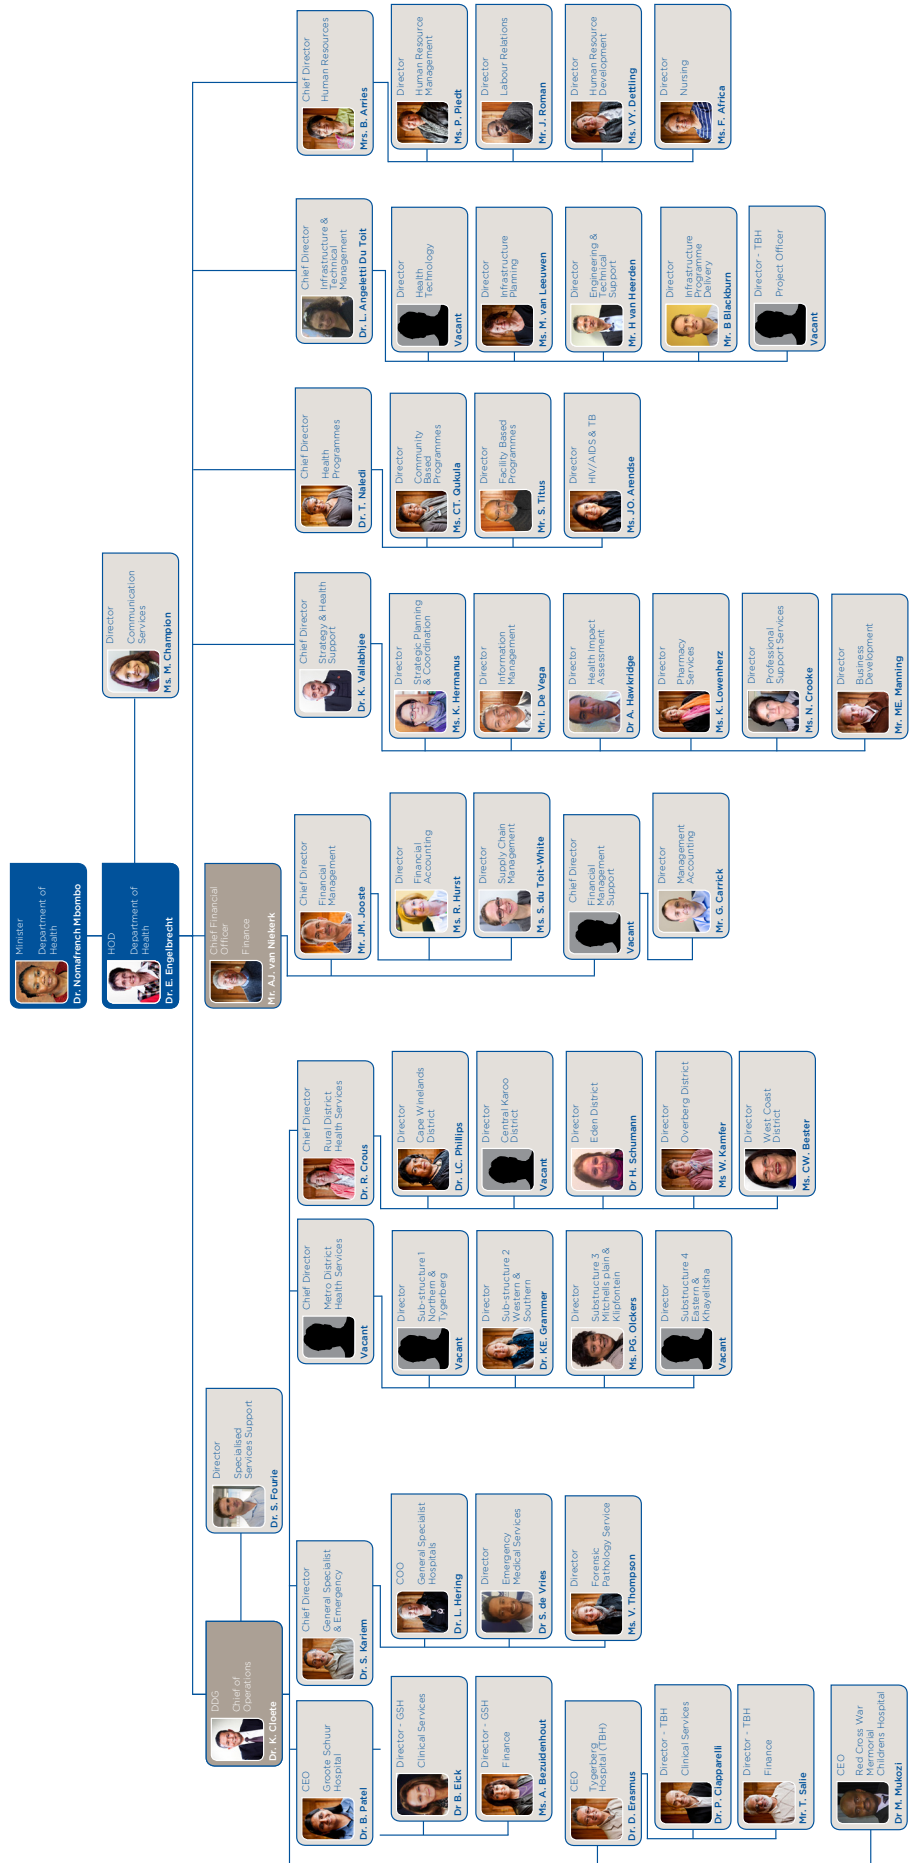 Minister
Department of
Health
Dr. Nomafrench Mbombo
HOD
Department of
Health
Dr. E. Engelbrecht
Director
Communication
Services
Ms. M. Champion
DDG
Chief of
Operations
Dr. K. Cloete
Director
Specialised
Services Support
Dr. S. Fourie
Chief Financial
Officer
Finance
Mr. A.J. van Niekerk
CEO
Groote Schuur
Hospital
Dr. B. Patel
Director - GSH
Clinical Services
Dr B. Eick
Director - GSH
Finance
Ms. A. Bezuidenhout
CEO
Tygerberg
Hospital (TBH)
Dr. D. Erasmus
Director - TBH
Clinical Services
Dr. P. Ciapparelli
Director - TBH
Finance
Mr. T. Salie
CEO
Red Cross War
Memorial
Childrens Hospital
Dr M. Mukozi
Chief Director
General Specialist
& Emergency
Dr. S. Kariem
COO
General Specialist
Hospitals
Dr. L. Hering
Director
Emergency
Medical Services
Dr S. de Vries
Director
Forensic
Pathology Service
Ms. V. Thompson
Chief Director
Metro District
Health Services
Vacant
Director
Sub-structure 1
Northern &
Tygerberg
Vacant
Director
Sub-structure 2
Western &
Southern
Dr. KE. Grammer
Director
Substructure 3
Mitchells plain &
Klipfontein
Ms. PG. Olckers
Director
Substructure 4
Eastern &
Khayelitsha
Vacant
Chief Director
Rural District
Health Services
Dr. R. Crous
Director
Cape Winelands
District
Dr. LC. Phillips
Director
Central Karoo
District
Vacant
Director
Eden District
Dr H. Schumann
Director
Overberg District
Ms W. Kamfer
Director
West Coast
District
Ms. CW. Bester
Chief Director
Financial
Management
Mr. JM. Jooste
Director
Financial
Accounting
Ms. R. Hurst
Director
Supply Chain
Management
Ms. S. du Toit-White
Chief Director
Financial
Management
Support
Vacant
Director
Management
Accounting
Mr. G. Carrick
Chief Director
Strategy & Health
Support
Dr. K. Vallabhjee
Director
Strategic Planning
& Coordination
Ms. K. Hermanus
Director
Information
Management
Mr. I. De Vega
Director
Health Impact
Assessment
Dr A. Hawkridge
Director
Pharmacy
Services
Ms. K. Lowenherz
Director
Professional
Support Services
Ms. N. Crooke
Director
Business
Development
Mr. ME. Manning
Chief Director
Health
Programmes
Dr. T. Naledi
Director
Community
Based
Programmes
Ms. CT. Qukula
Director
Facility Based
Programmes
Mr. S. Titus
Director
HIV/AIDS & TB
Ms. JO. Arendse
Chief Director
Infrastructure &
Technical
Management
Dr. L. Angeletti Du Toit
Director
Health
Technology
Vacant
Director
Infrastructure
Planning
Ms. M. van Leeuwen
Director
Engineering &
Technical
Support
Mr. H van Heerden
Director
Infrastructure
Programme
Delivery
Mr. B Blackburn
Director - TBH
Project Officer
Vacant
Chief Director
Human Resources
Mrs. B. Arries
Director
Human Resource
Management
Ms. P. Piedt
Director
Labour Relations
Mr. J. Roman
Director
Human Resource
Development
Ms. VY. Dettling
Director
Nursing
Ms. F. Africa